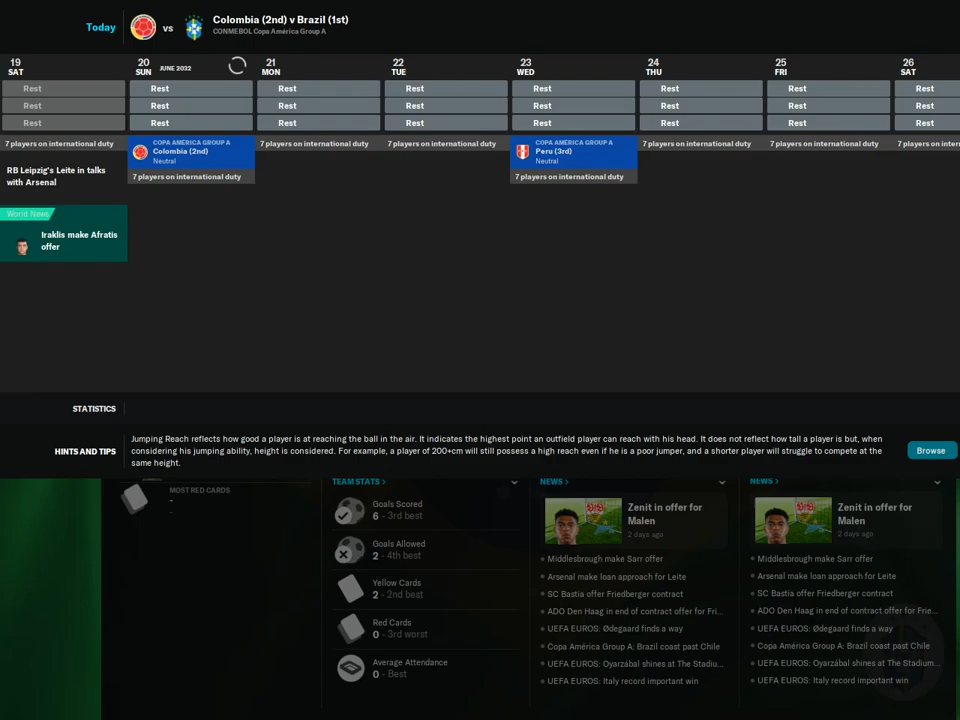 Today
vs
Colombia (2nd) v Brazil (1st)
CONMEBOL Copa América Group A
19
SAT
20
SUN JUNE 2032
21
MON
22
TUE
23
WED
24
THU
25
FRI
26
SAT
Rest Rest Rest Rest Rest Rest Rest Rest
Rest Rest Rest Rest Rest Rest Rest Rest
Rest Rest Rest Rest Rest Rest Rest Rest
7 players on international duty
COPA AMÉRICA GROUP A
Colombia (2nd)
Neutral
7 players on international duty
7 players on international duty
7 players on international duty
COPA AMÉRICA GROUP A
Peru (3rd)
Neutral
7 players on international duty
7 players on international duty
7 players on international duty
7 players on intern
RB Leipzig's Leite in talks
with Arsenal
World News
Iraklis make Afratis
offer
STATISTICS
HINTS AND TIPS
Jumping Reach reflects how good a player is at reaching the ball in the air. It indicates the highest point an outfield player can reach with his head. It does not reflect how tall a player is but, when
considering his jumping ability, height is considered. For example, a player of 200+cm will still possess a high reach even if he is a poor jumper, and a shorter player will struggle to compete at the
same height.
Browse
MOST RED CARDS
-
-
TEAM STATS >
Goals Scored
6 - 3rd best
Goals Allowed
2 - 4th best
Yellow Cards
2 - 2nd best
Red Cards
0 - 3rd worst
Average Attendance
0 - Best
NEWS >
Zenit in offer for
Malen
2 days ago
Middlesbrough make Sarr offer
Arsenal make loan approach for Leite
SC Bastia offer Friedberger contract
ADO Den Haag in end of contract offer for Fri...
UEFA EUROS: Ødegaard finds a way
Copa América Group A: Brazil coast past Chile
UEFA EUROS: Oyarzábal shines at The Stadiu...
UEFA EUROS: Italy record important win
NEWS >
Zenit in offer for
Malen
2 days ago
Middlesbrough make Sarr offer
Arsenal make loan approach for Leite
SC Bastia offer Friedberger contract
ADO Den Haag in end of contract offer for Frie...
UEFA EUROS: Ødegaard finds a way
Copa América Group A: Brazil coast past Chile
UEFA EUROS: Oyarzábal shines at The Stadium...
UEFA EUROS: Italy record important win